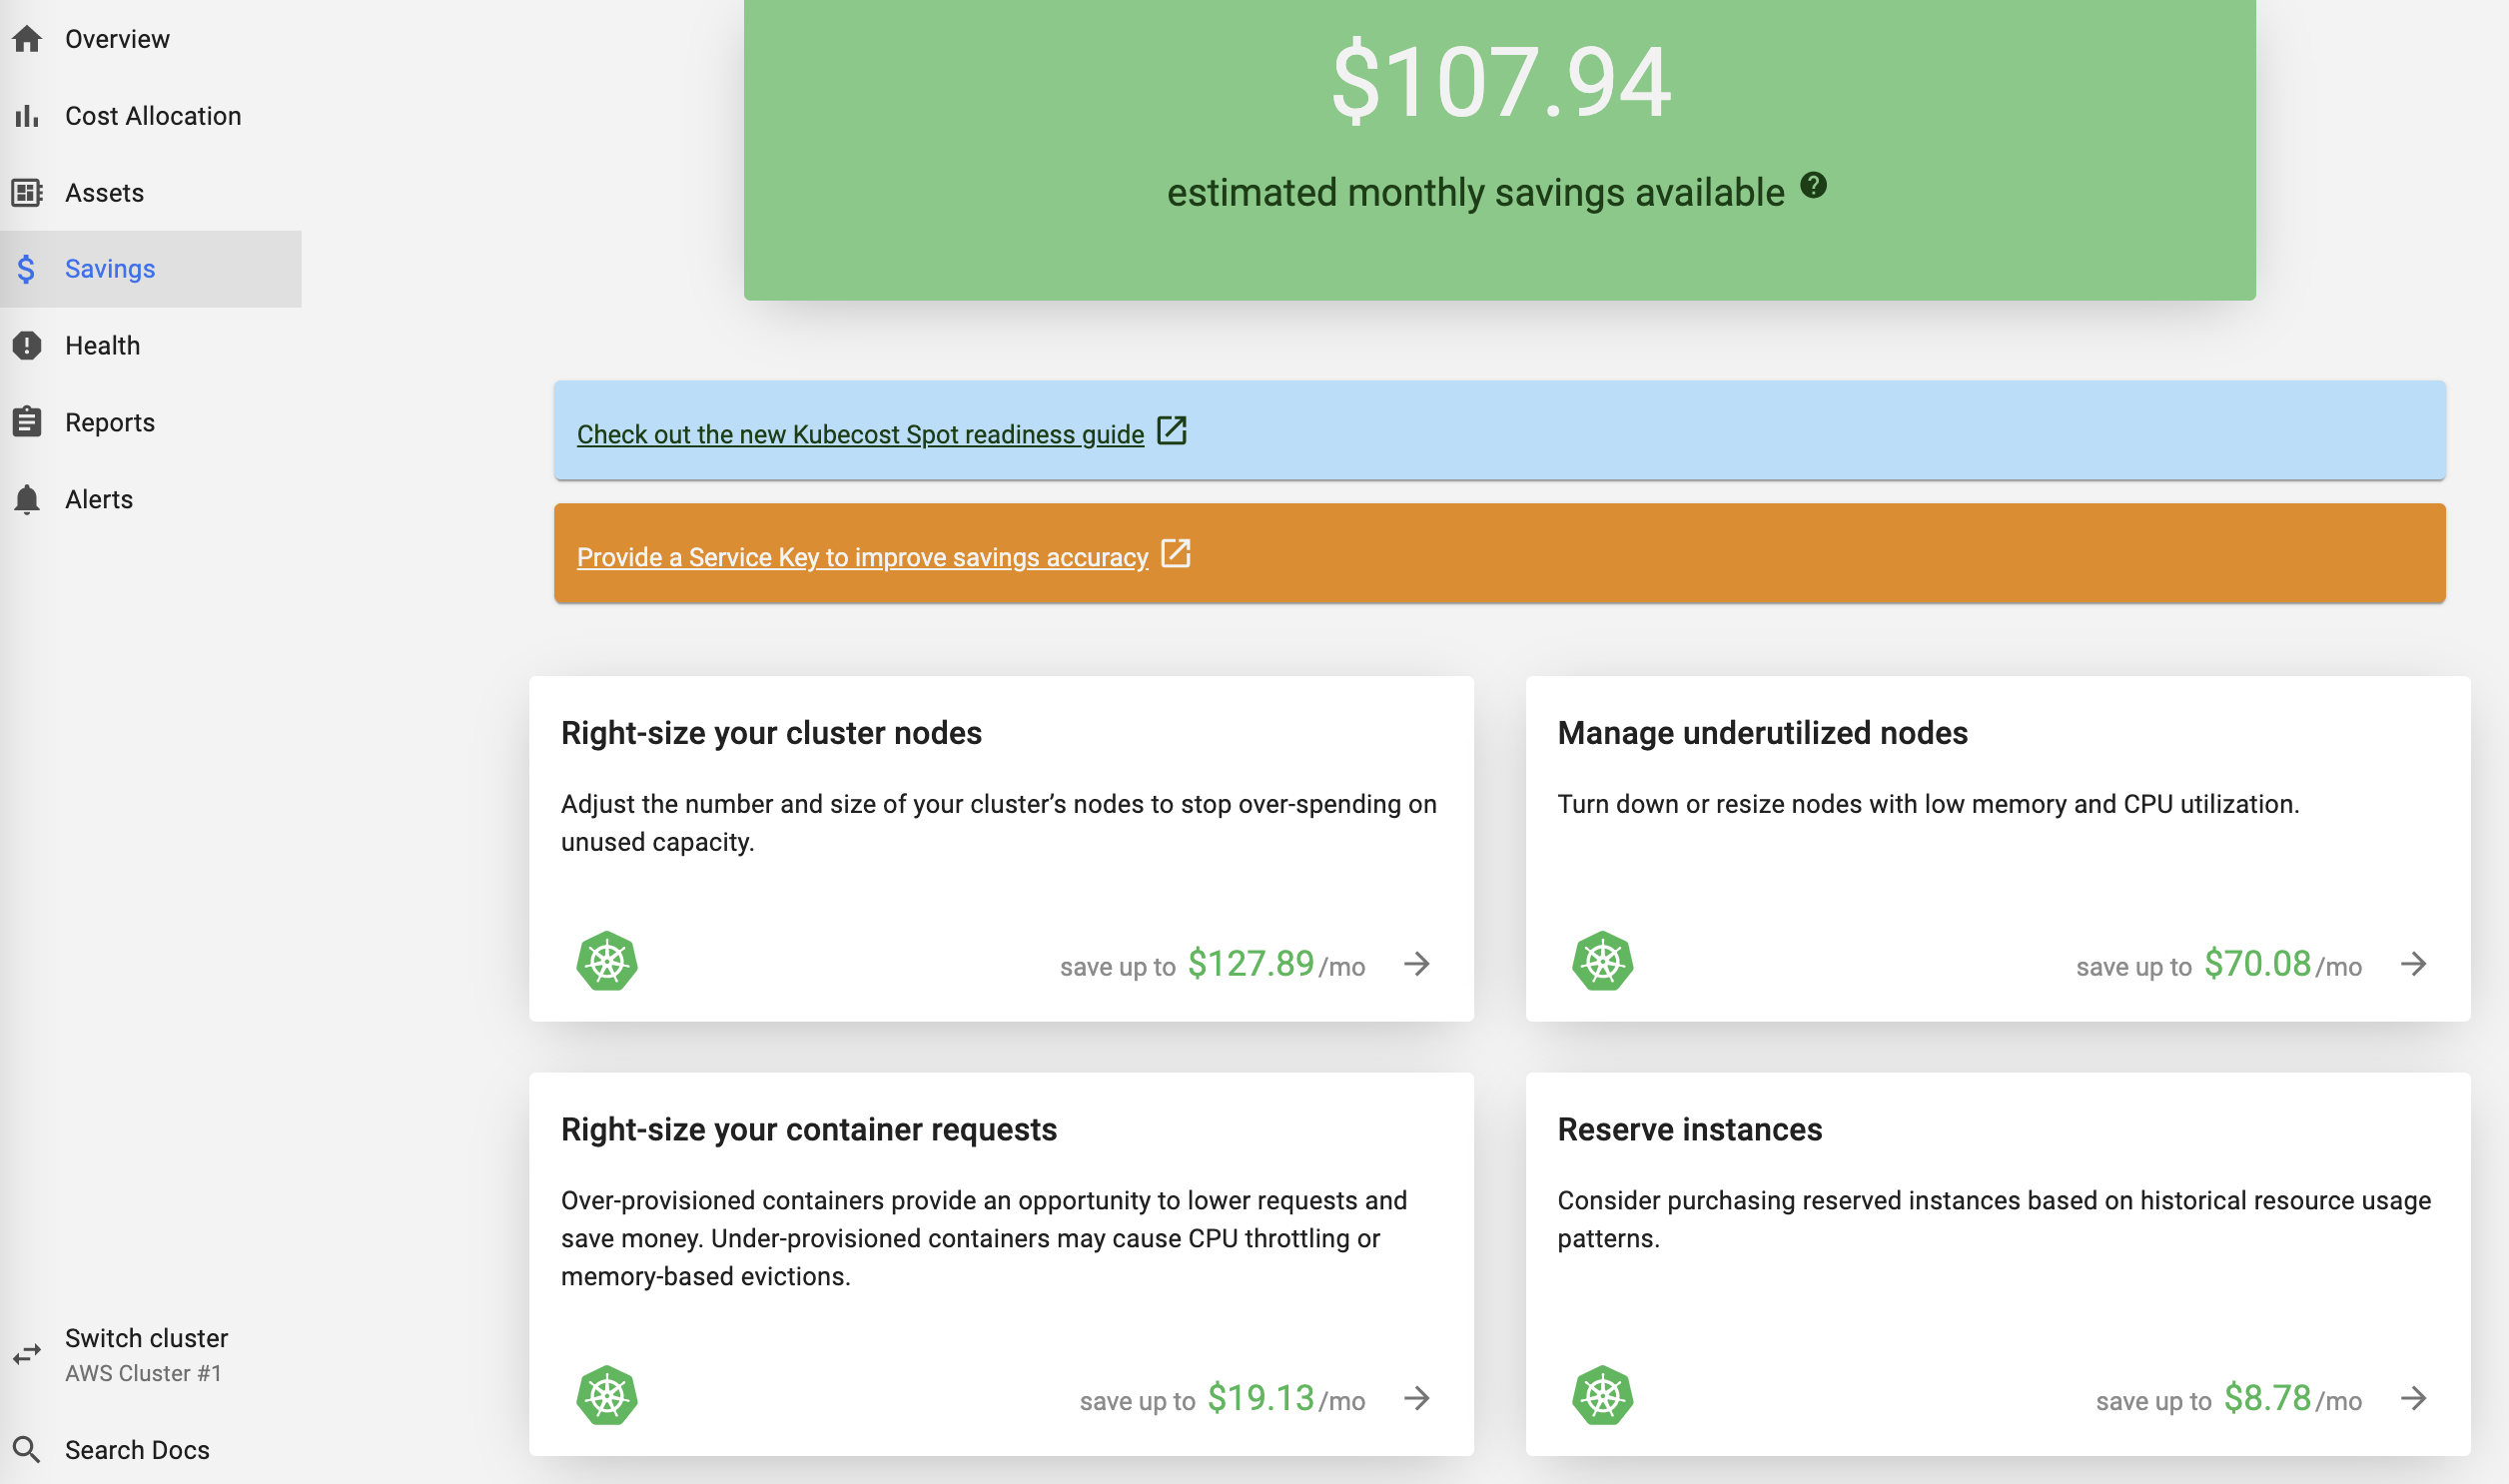 Overview
Cost Allocation
Assets
Savings
Health
Reports
Alerts
Switch cluster
AWS Cluster #1
Search Docs
$107.94
estimated monthly savings available
Check out the new Kubecost Spot readiness guide
Provide a Service Key to improve savings accuracy
Right-size your cluster nodes
Adjust the number and size of your cluster’s nodes to stop over-spending on
unused capacity.
save up to $127.89/mo
Manage underutilized nodes
Turn down or resize nodes with low memory and CPU utilization.
save up to $70.08/mo
Right-size your container requests
Over-provisioned containers provide an opportunity to lower requests and
save money. Under-provisioned containers may cause CPU throttling or
memory-based evictions.
save up to $19.13/mo
Reserve instances
Consider purchasing reserved instances based on historical resource usage
patterns.
save up to $8.78/mo